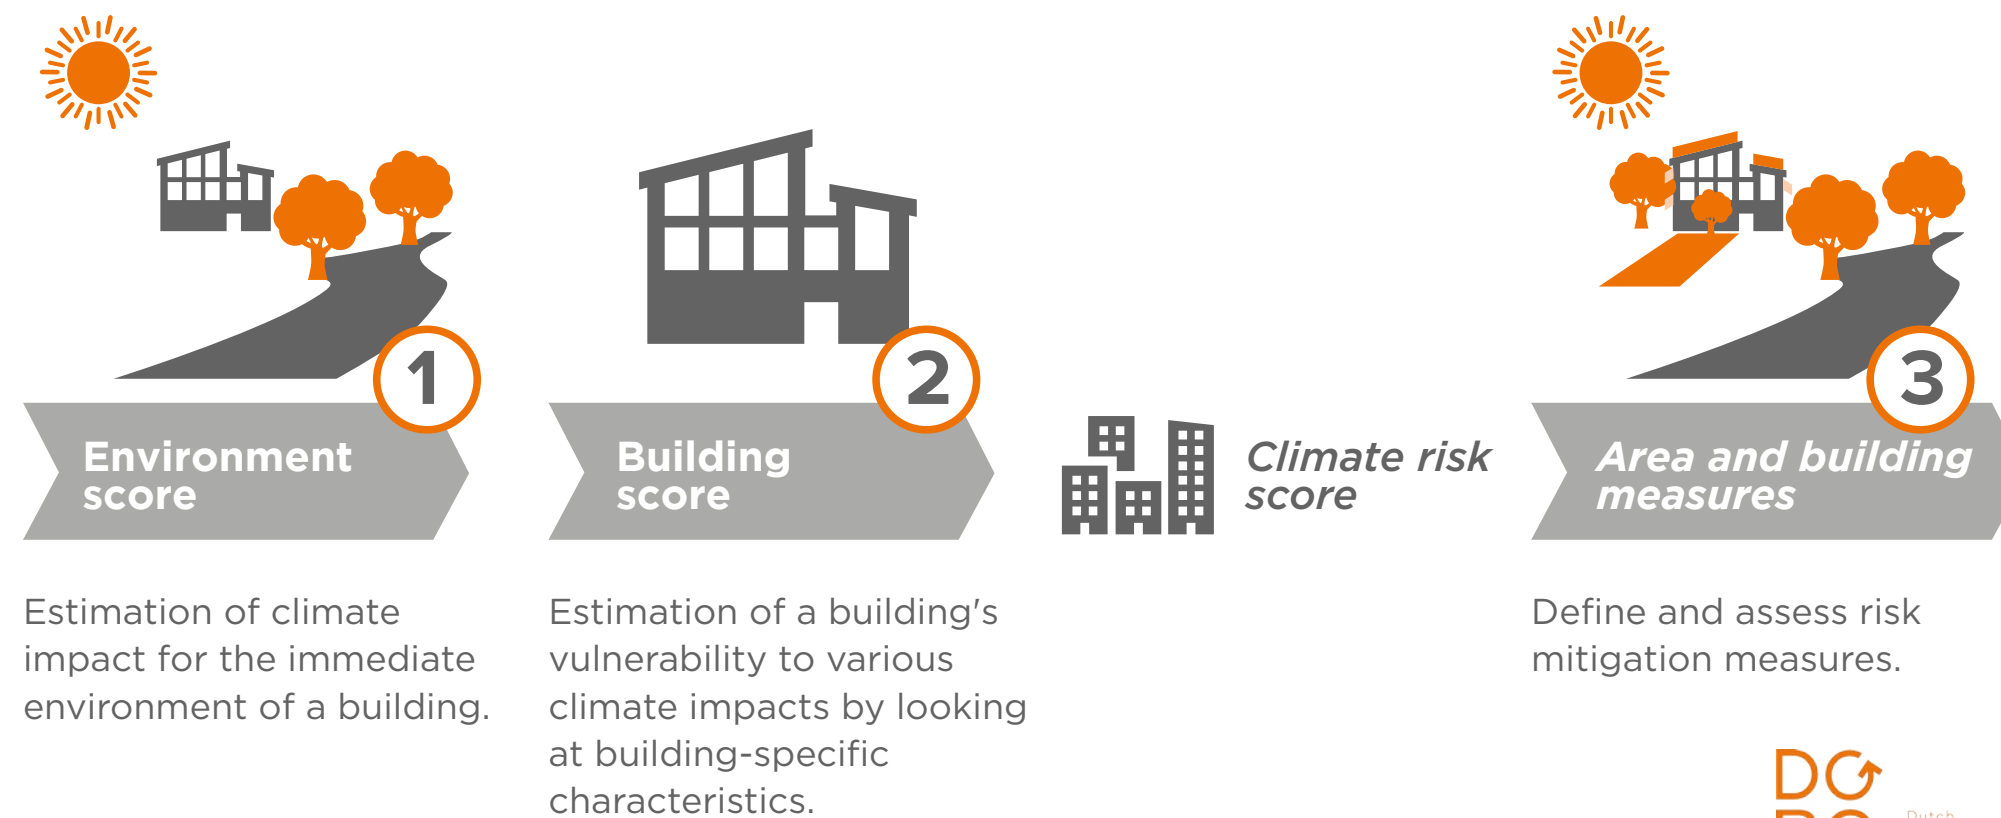 1
Environment
score
Estimation of climate
impact for the immediate
environment of a building.
2
Building
score
Estimation of a building's
vulnerability to various
climate impacts by looking
at building-specific
characteristics.
Climate risk
score
3
Area and building
measures
Define and assess risk
mitigation measures.
DG
Dutch